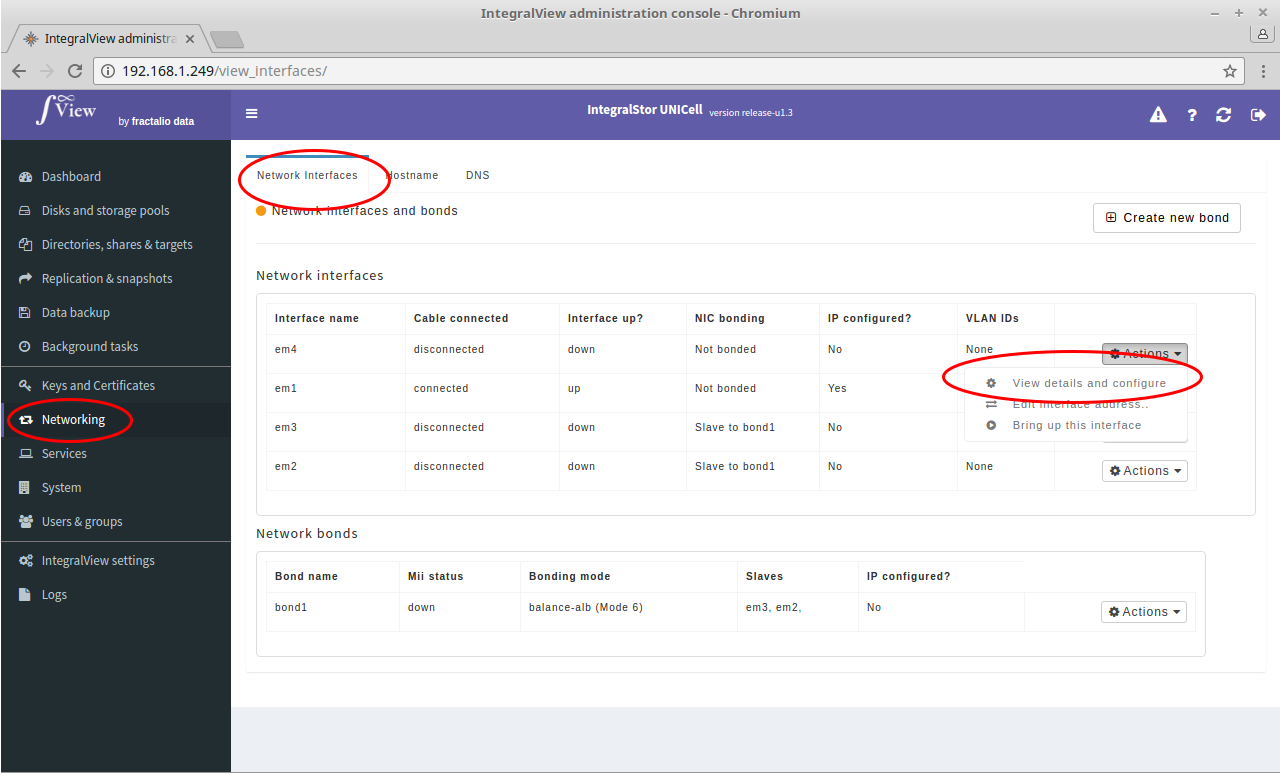 IntegralView administration console - Chromium
IntegralView administra
192.168.1.249/view_interfaces/
View
by fractalio data
IntegralStor UNICell version release-u1.3
Dashboard
Disks and storage pools
Directories, shares & targets
Replication & snapshots
Data backup
Background tasks
Keys and Certificates
Networking
Services
System
Users & groups
IntegralView settings
Logs
Network Interfaces Hostname DNS
Network interfaces and bonds
Create new bond
Network interfaces
Interface name Cable connected Interface up? NIC bonding IP configured? VLAN IDs
em4 disconnected down Not bonded No None Actions
em1 connected up Not bonded Yes
em3 disconnected down Slave to bond1 No
em2 disconnected down Slave to bond1 No None Actions
View details and configure
Edit interface address..
Bring up this interface
Network bonds
Bond name Mii status Bonding mode Slaves IP configured?
bond1 down balance-alb (Mode 6) em3, em2, No Actions